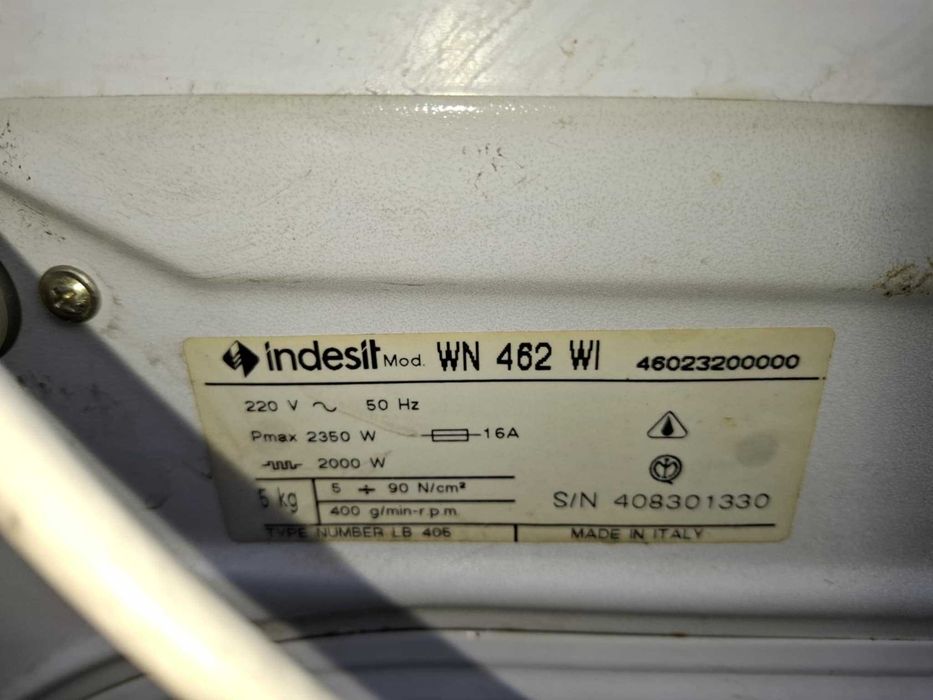 indesit Mod. WN 462 WI 46023200000
220 V ~ 50 Hz
Pmax 2350 W 16A
2000 W
5 kg
5 ÷ 90 N/cm²
400 g/min-r.p.m.
S/N 408301330
TYPE NUMBER LB 406
MADE IN ITALY